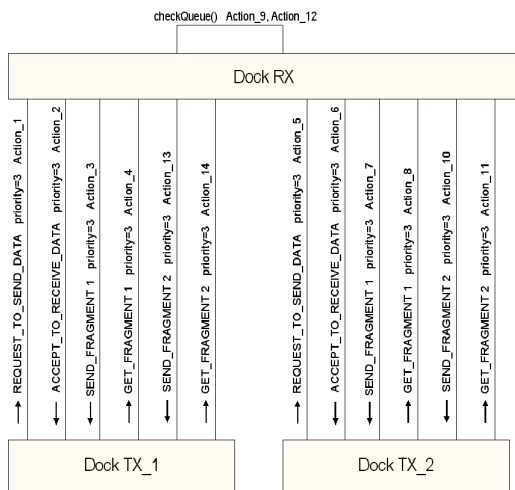 checkQueue() Action_9, Action_12
Dock RX
REQUEST_TO_SEND_DATA priority=3 Action_1
ACCEPT_TO_RECEIVE_DATA priority=3 Action_2
SEND_FRAGMENT 1 priority=3 Action_3
GET_FRAGMENT 1 priority=3 Action_4
SEND_FRAGMENT 2 priority=3 Action_13
GET_FRAGMENT 2 priority=3 Action_14
REQUEST_TO_SEND_DATA priority=3 Action_5
ACCEPT_TO_RECEIVE_DATA priority=3 Action_6
SEND_FRAGMENT 1 priority=3 Action_7
GET_FRAGMENT 1 priority=3 Action_8
SEND_FRAGMENT 2 priority=3 Action_10
GET_FRAGMENT 2 priority=3 Action_11
Dock TX_1
Dock TX_2